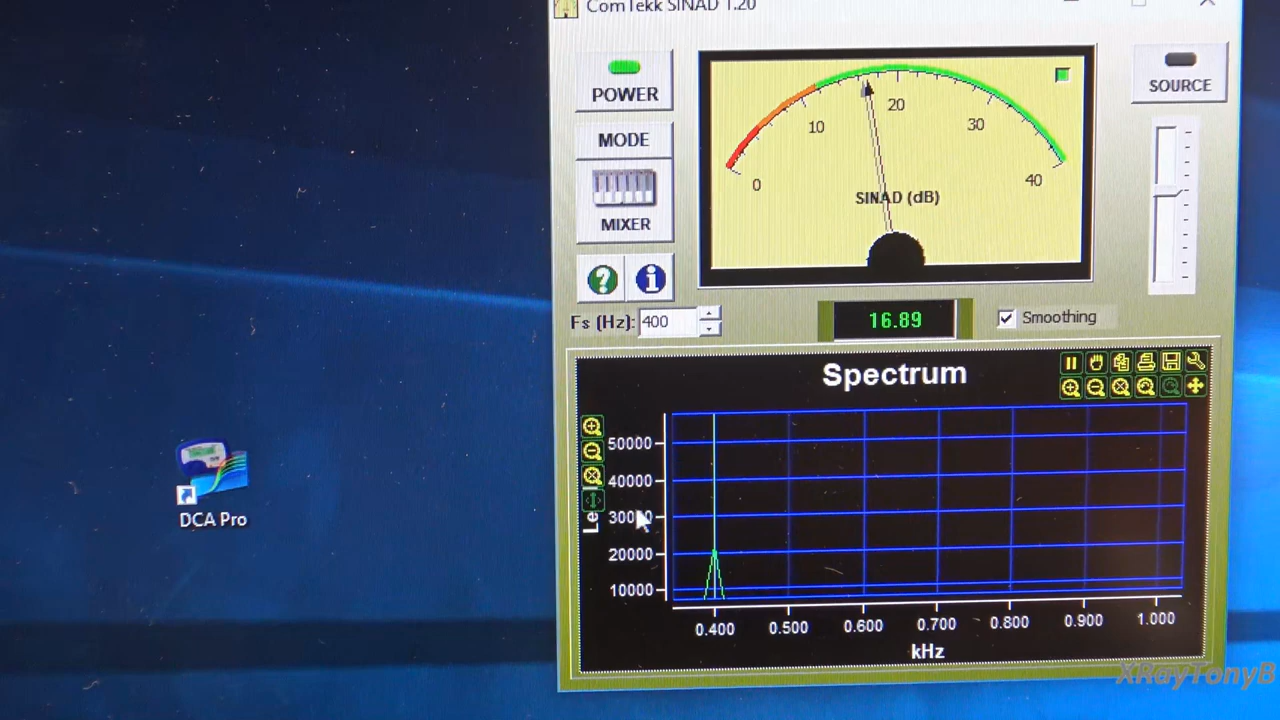 ComTekk SINAD 1.20
POWER
SOURCE
MODE
MIXER
0
10
20
30
40
SINAD (dB)
Fs (Hz): 400
16.89
Smoothing
Spectrum
50000
40000
30000
20000
10000
0.400 0.500 0.600 0.700 0.800 0.900 1.000
kHz
DCA Pro
XRayTonyB